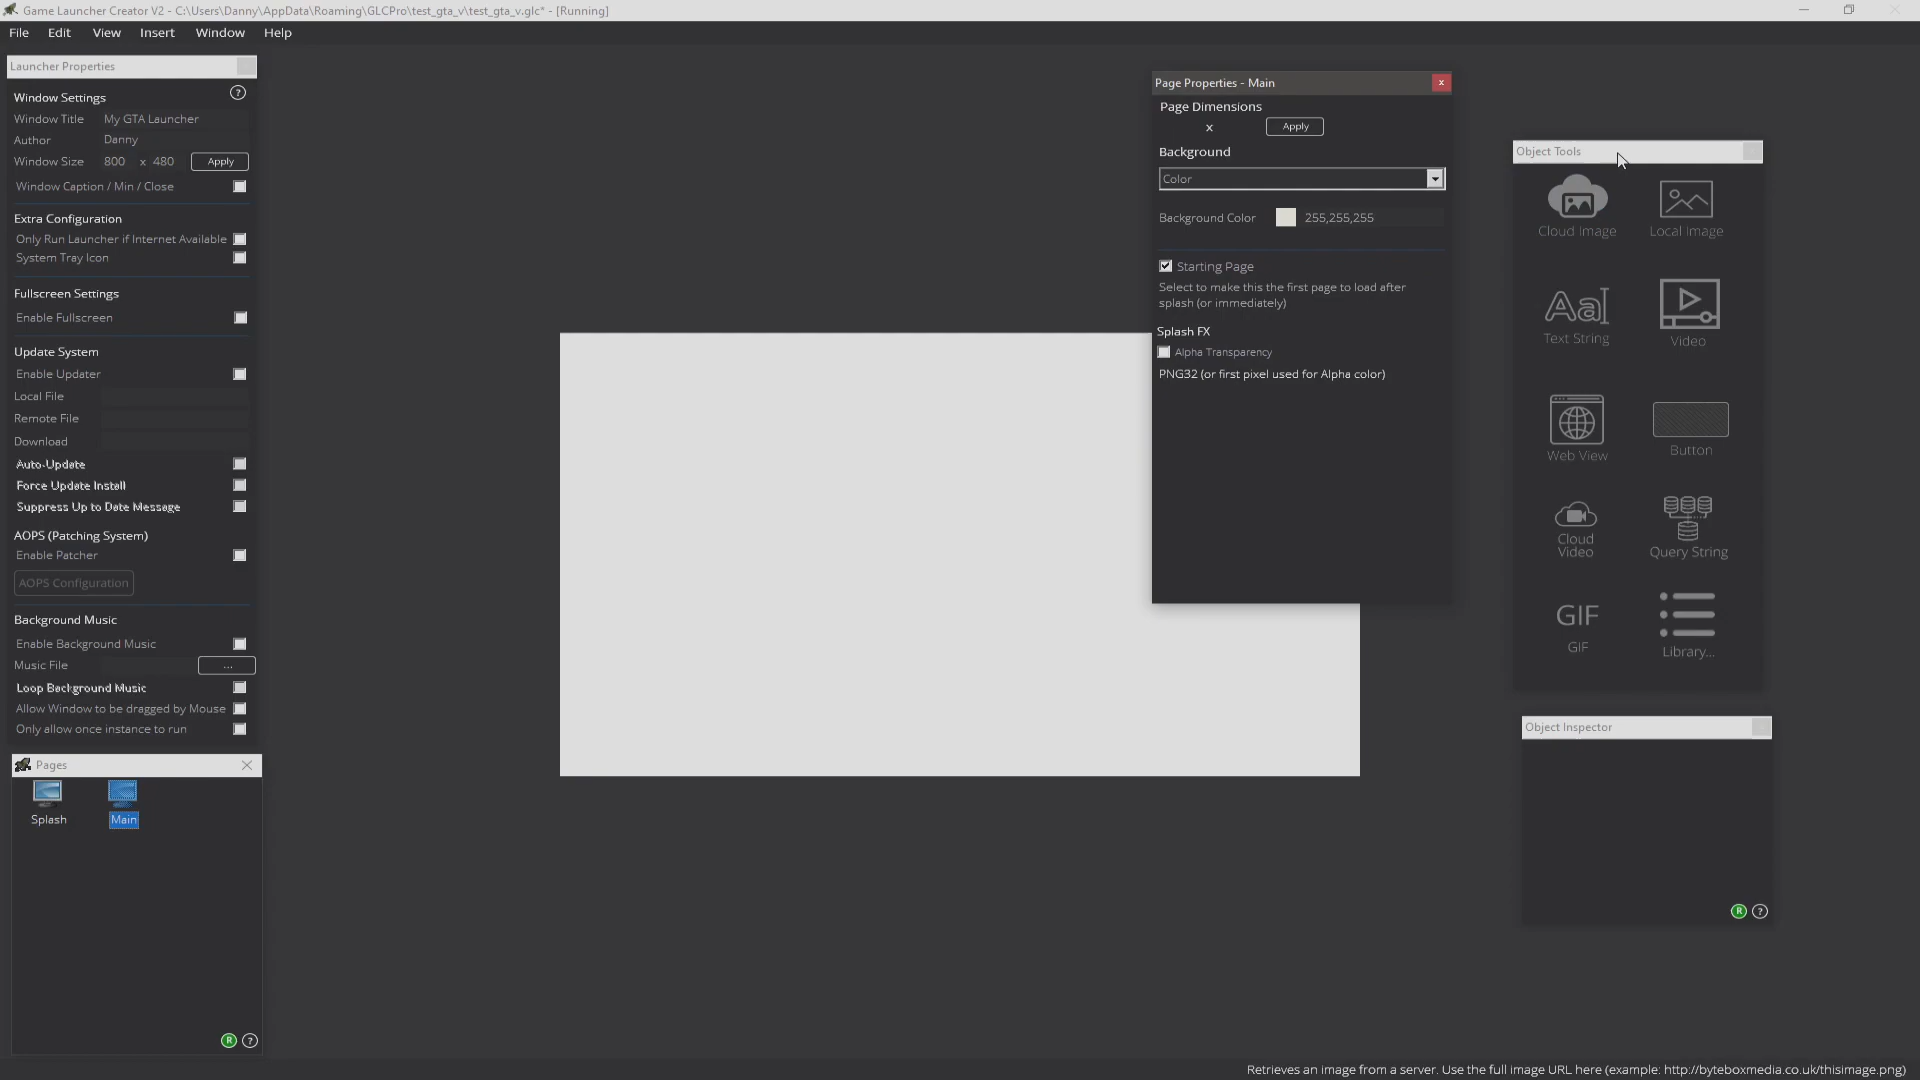 Game Launcher Creator V2 - C:\Users\Danny\AppData\Roaming\GLCPro\test_gta_v\test_gta_v.glc* - [Running]
File Edit View Insert Window Help
Launcher Properties
Window Settings ?
Window Title My GTA Launcher
Author Danny
Window Size 800 x 480 Apply
Window Caption / Min / Close
Extra Configuration
Only Run Launcher if Internet Available
System Tray Icon
Fullscreen Settings
Enable Fullscreen
Update System
Enable Updater
Local File
Remote File
Download
Auto-Update
Force Update Install
Suppress Up to Date Message
AOPS (Patching System)
Enable Patcher
AOPS Configuration
Background Music
Enable Background Music
Music File ...
Loop Background Music
Allow Window to be dragged by Mouse
Only allow once instance to run
Pages
Splash Main
R ?
Page Properties - Main x
Page Dimensions
x Apply
Background
Color
Background Color 255,255,255
Starting Page
Select to make this the first page to load after
splash (or immediately)
Splash FX
Alpha Transparency
PNG32 (or first pixel used for Alpha color)
Object Tools
Cloud Image Local Image
Aa
Text String Video
Web View Button
Cloud
Video
Query String
GIF
GIF Library...
Object Inspector
R ?
Retrieves an image from a server. Use the full image URL here (example: http://byteboxmedia.co.uk/thisimage.png)